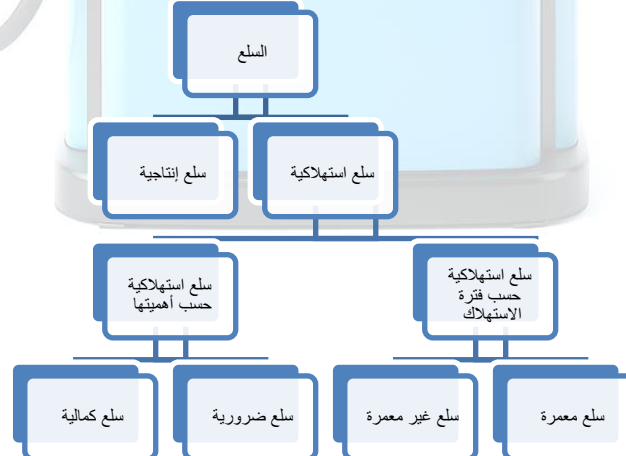 السلع
سلع استهلاكية
سلع إنتاجية
سلع استهلاكية
حسب فترة
الاستهلاك
سلع استهلاكية
حسب أهميتها
سلع معمرة
سلع غير معمرة
سلع ضرورية
سلع كمالية